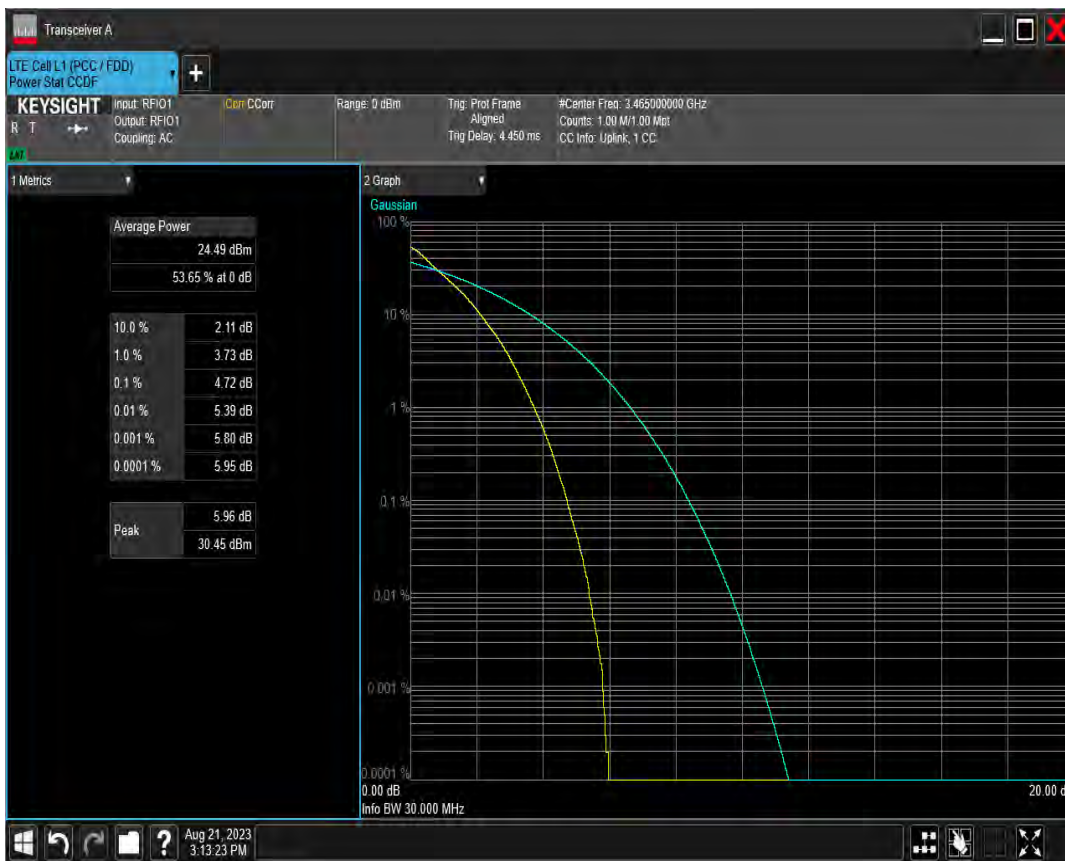 Transceiver A
LTE Cell L1 (PCC / FDD)
Power Stat CCDF
+
KEYSIGHT
R T
LXI
Input: RFIO1
Output: RFIO1
Coupling: AC
Corr CCorr
Range: 0 dBm
Trig: Prot Frame
Aligned
Trig Delay: 4.450 ms
#Center Freq: 3.465000000 GHz
Counts: 1.00 M/1.00 Mpt
CC Info: Uplink, 1 CC
1 Metrics
Average Power
24.49 dBm
53.65 % at 0 dB
10.0 % 2.11 dB
1.0 % 3.73 dB
0.1 % 4.72 dB
0.01 % 5.39 dB
0.001 % 5.80 dB
0.0001 % 5.95 dB
Peak
5.96 dB
30.45 dBm
2 Graph
Gaussian
100 %
10 %
1 %
0.1 %
0.01 %
0.001 %
0.0001 %
0.00 dB
20.00 d
Info BW 30.000 MHz
?
Aug 21, 2023
3:13:23 PM